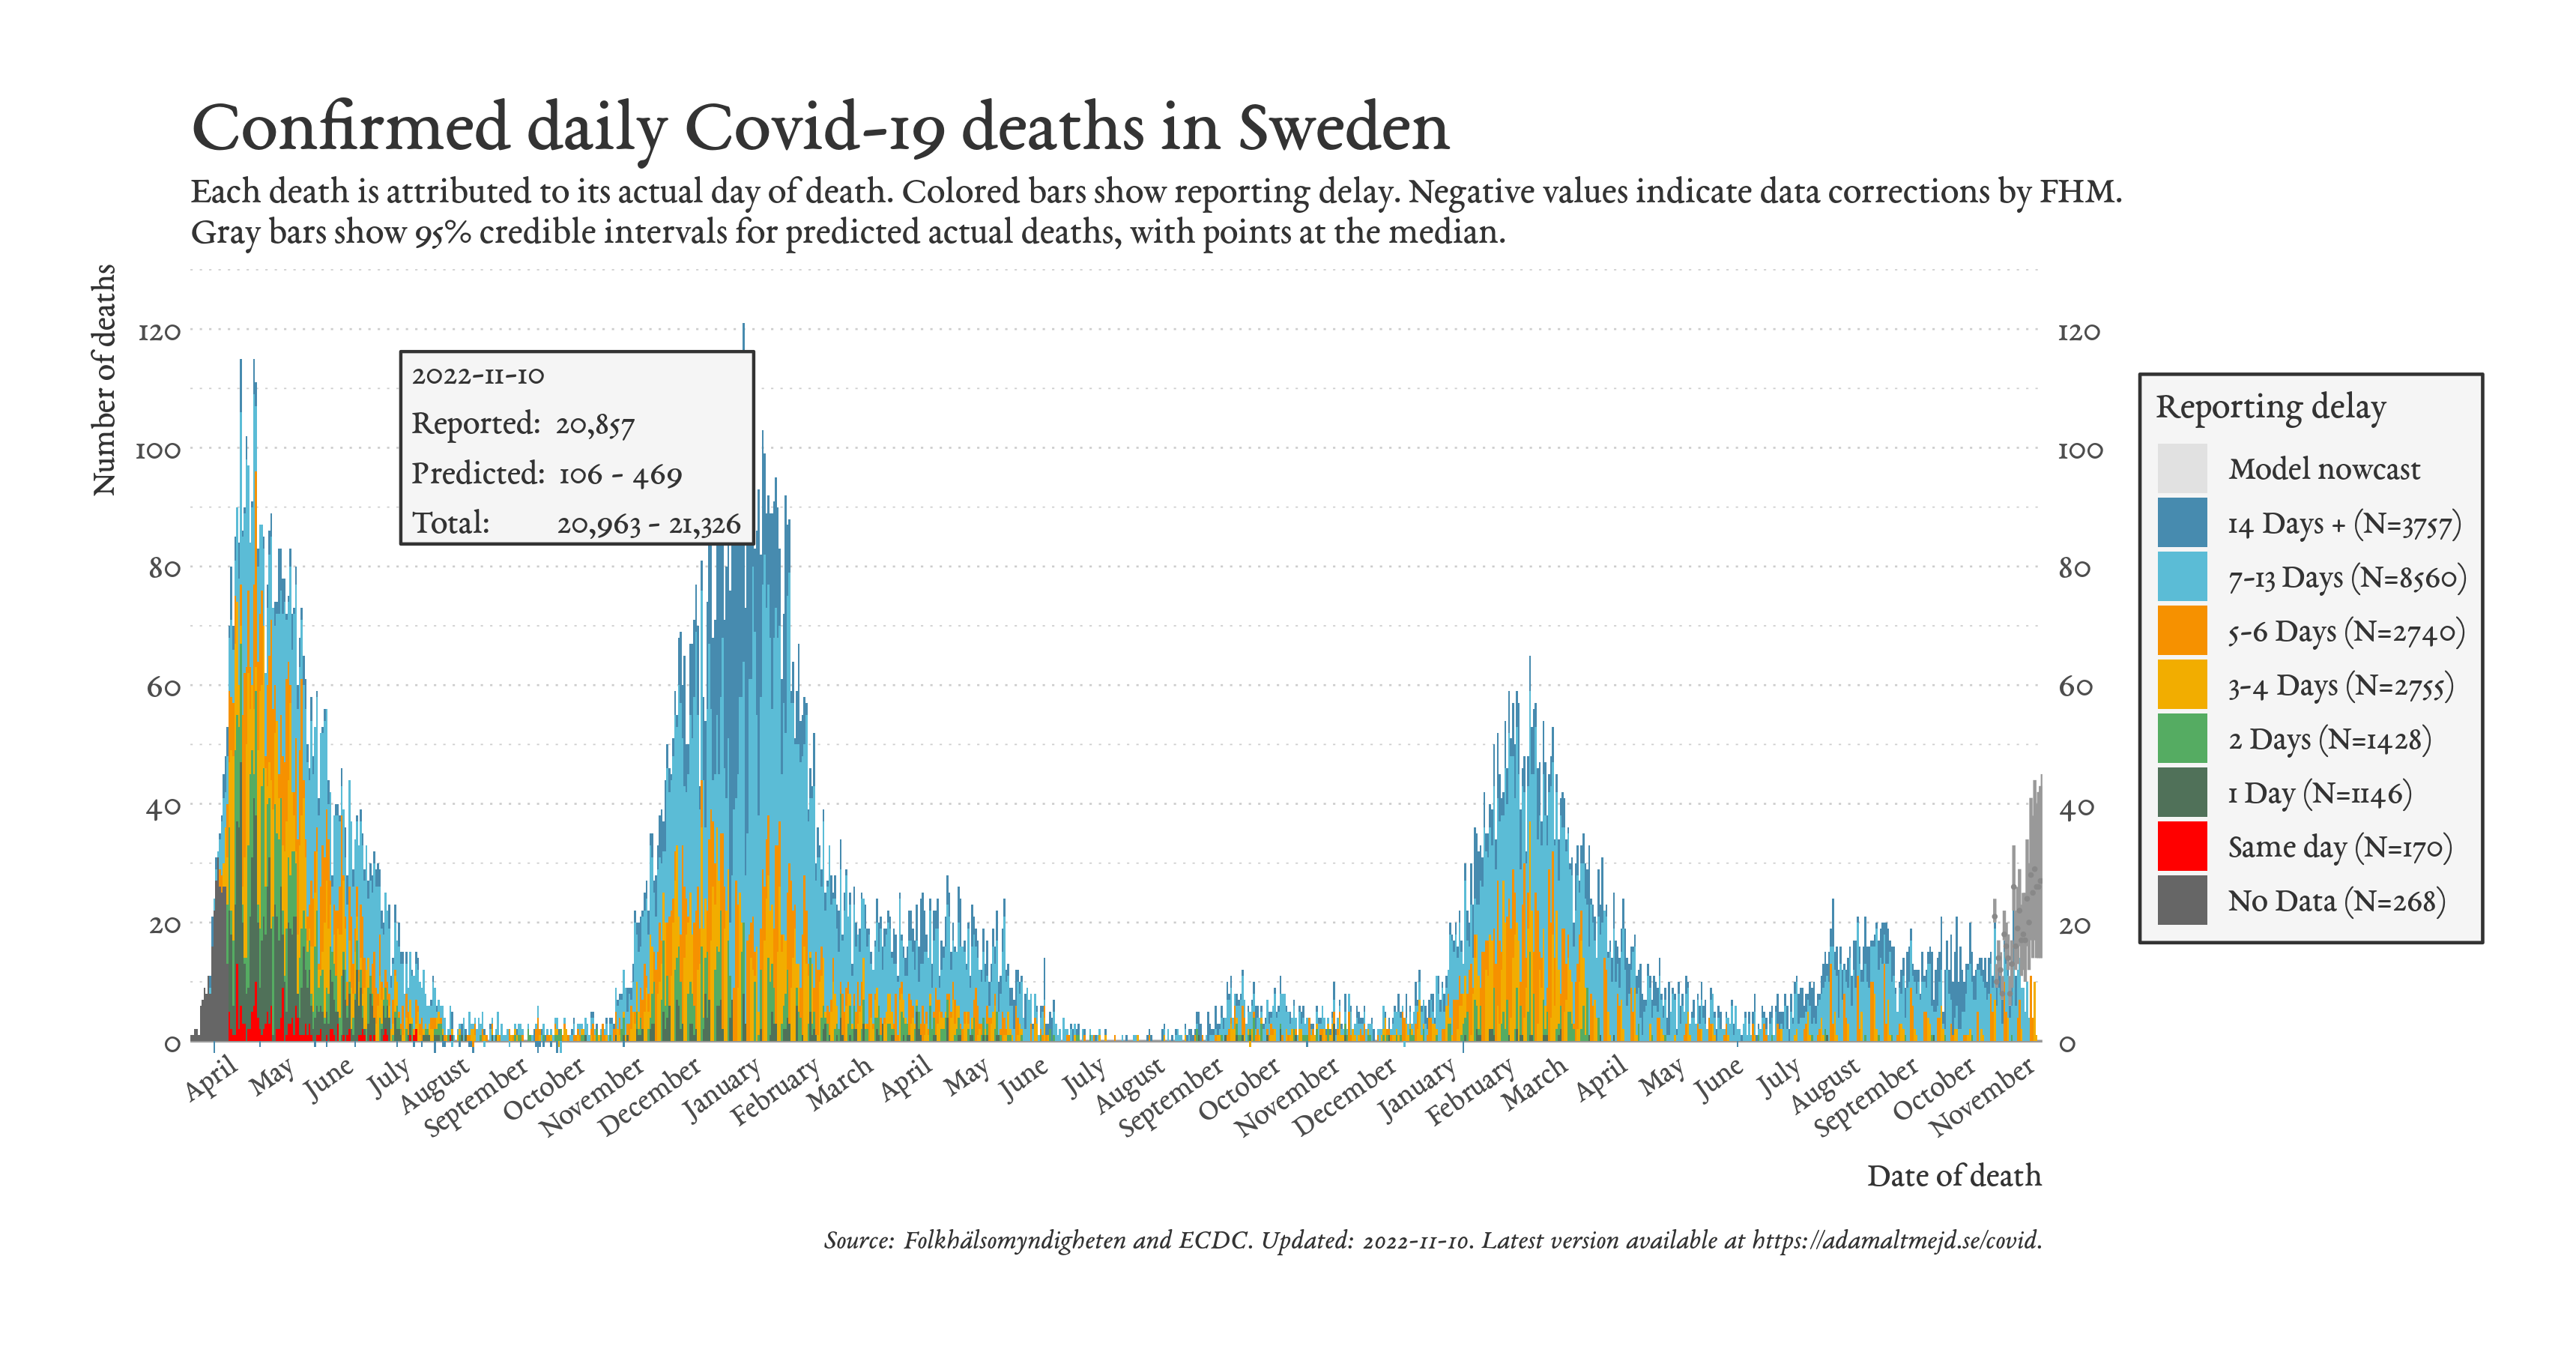 Confirmed daily Covid-19 deaths in Sweden
Each death is attributed to its actual day of death. Colored bars show reporting delay. Negative values indicate data corrections by FHM.
Gray bars show 95% credible intervals for predicted actual deaths, with points at the median.
Number of deaths
120
100
80
60
40
20
0
2022-11-10
Reported: 20,857
Predicted: 106 - 469
Total: 20,963 - 21,326
120
100
80
60
40
20
0
Reporting delay
Model nowcast
14 Days + (N=3757)
7-13 Days (N=8560)
5-6 Days (N=2740)
3-4 Days (N=2755)
2 Days (N=1428)
1 Day (N=1146)
Same day (N=170)
No Data (N=268)
April
May
June
July
August
September
October
November
December
January
February
March
April
May
June
July
August
September
October
November
December
January
February
March
April
May
June
July
August
September
October
November
Date of death
Source: Folkhälsomyndigheten and ECDC. Updated: 2022-11-10. Latest version available at https://adamaltmejd.se/covid.